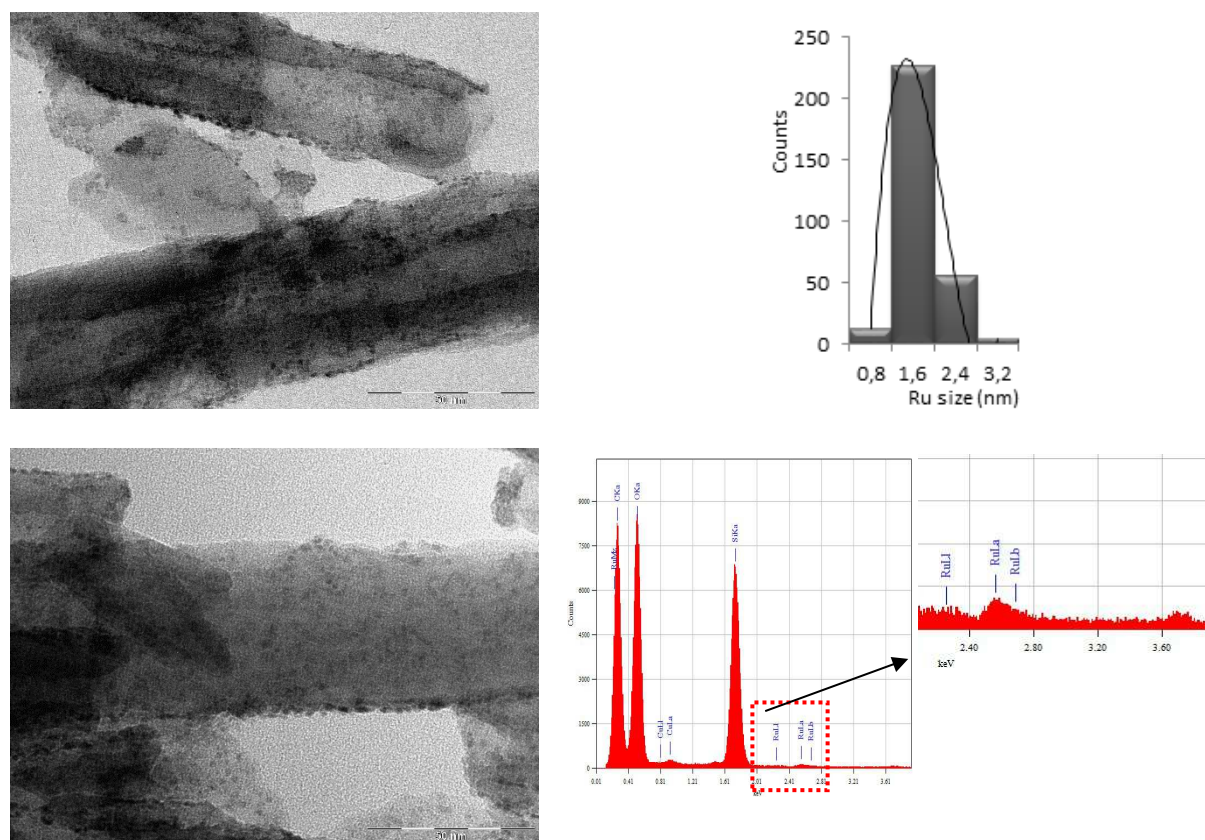 50 nm
250
200
150
100
50
0
Counts
0,8 1,6 2,4 3,2
Ru size (nm)
50 nm
9000
7500
6000
4500
3000
1500
0
Counts
CKa
OKa
CuLl
CuLa
SiKa
RuLl
RuLa
RuLb
0.01 0.41 0.81 1.21 1.61 2.01 2.41 2.81 3.21 3.61
keV
RuLl
RuLa
RuLb
2.40 2.80 3.20 3.60
keV